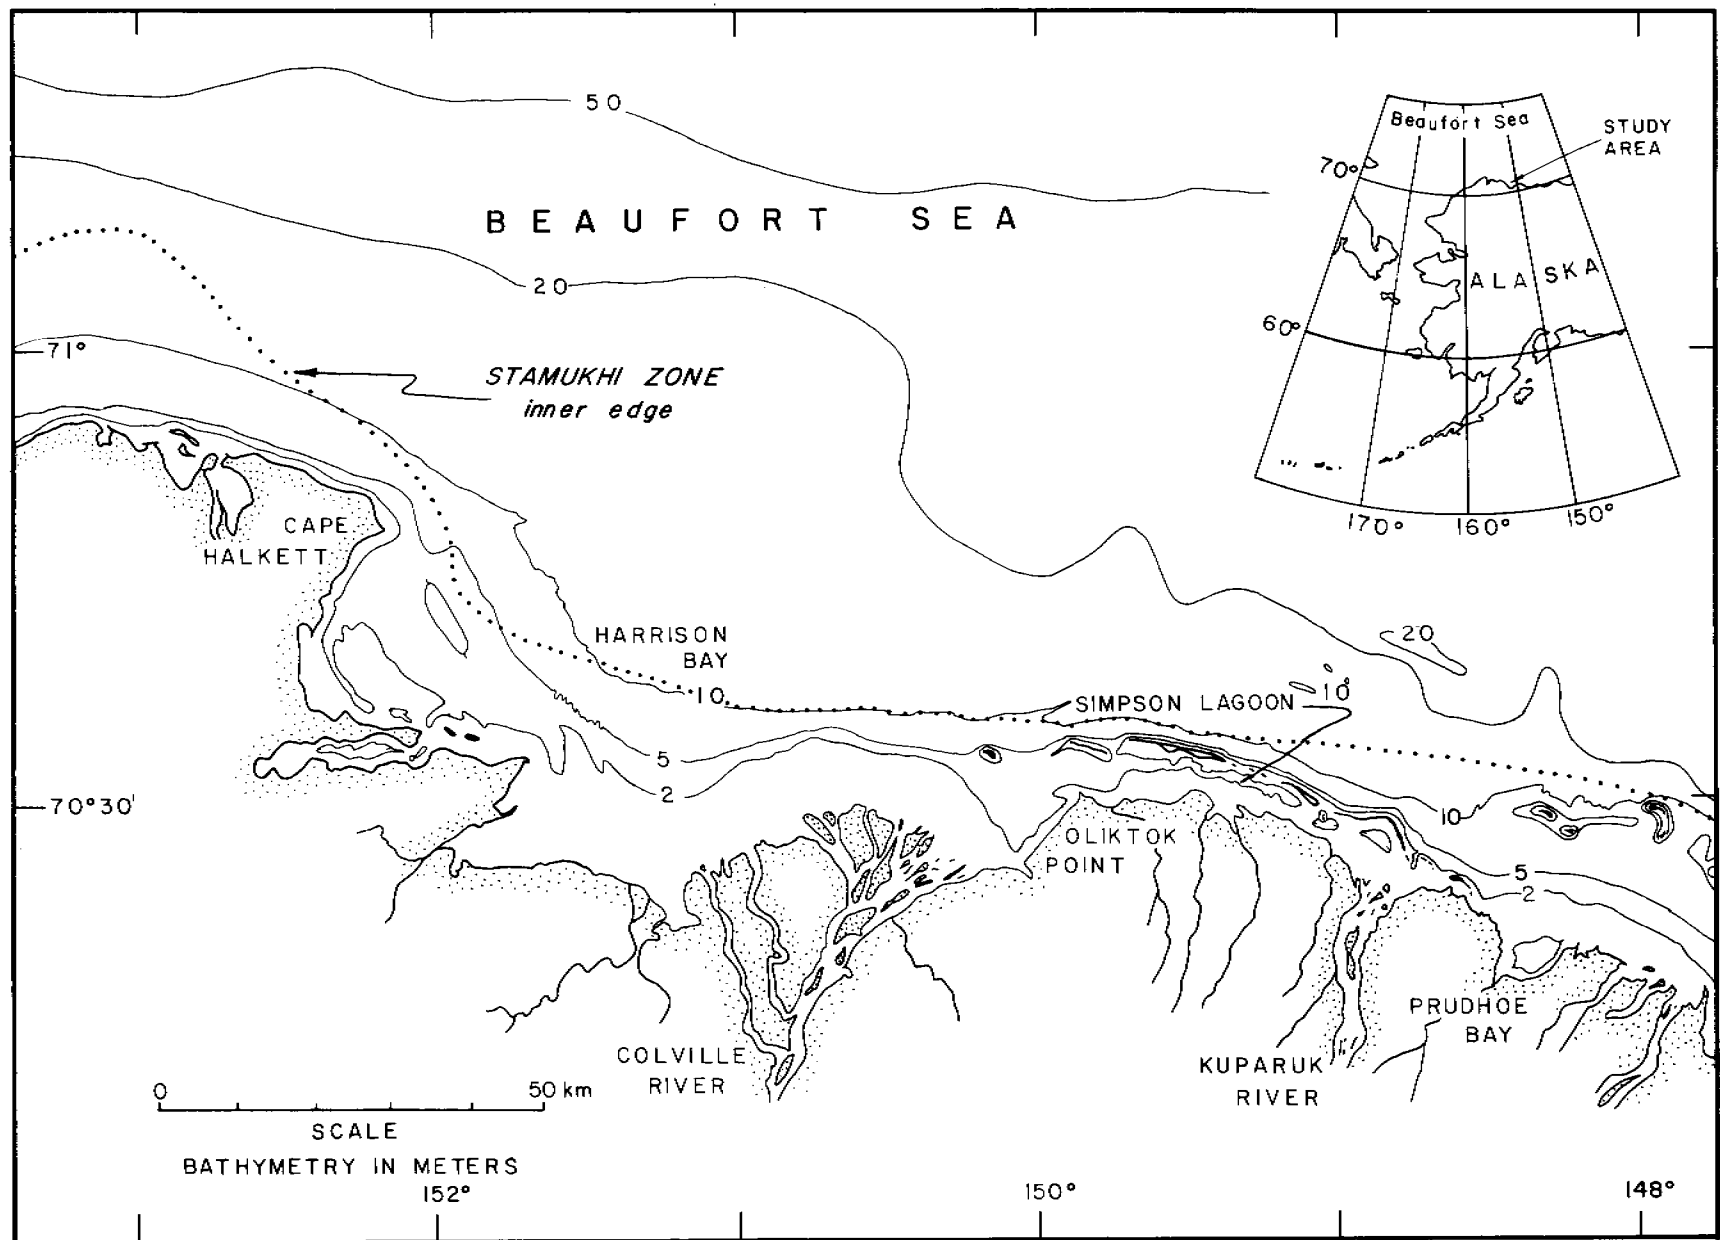 50
Beaufort Sea
STUDY
AREA
70°
BEAUFORT SEA
ALASKA
20
60°
71°
STAMUKHI ZONE
inner edge
170°
160°
150°
CAPE
HALKETT
HARRISON
BAY
20
10
10
SIMPSON LAGOON
5
2
70°30'
10
OLIKTOK
POINT
5
2
PRUDHOE
BAY
COLVILLE
RIVER
KUPARUK
RIVER
0
50 km
SCALE
BATHYMETRY IN METERS
152°
150°
148°